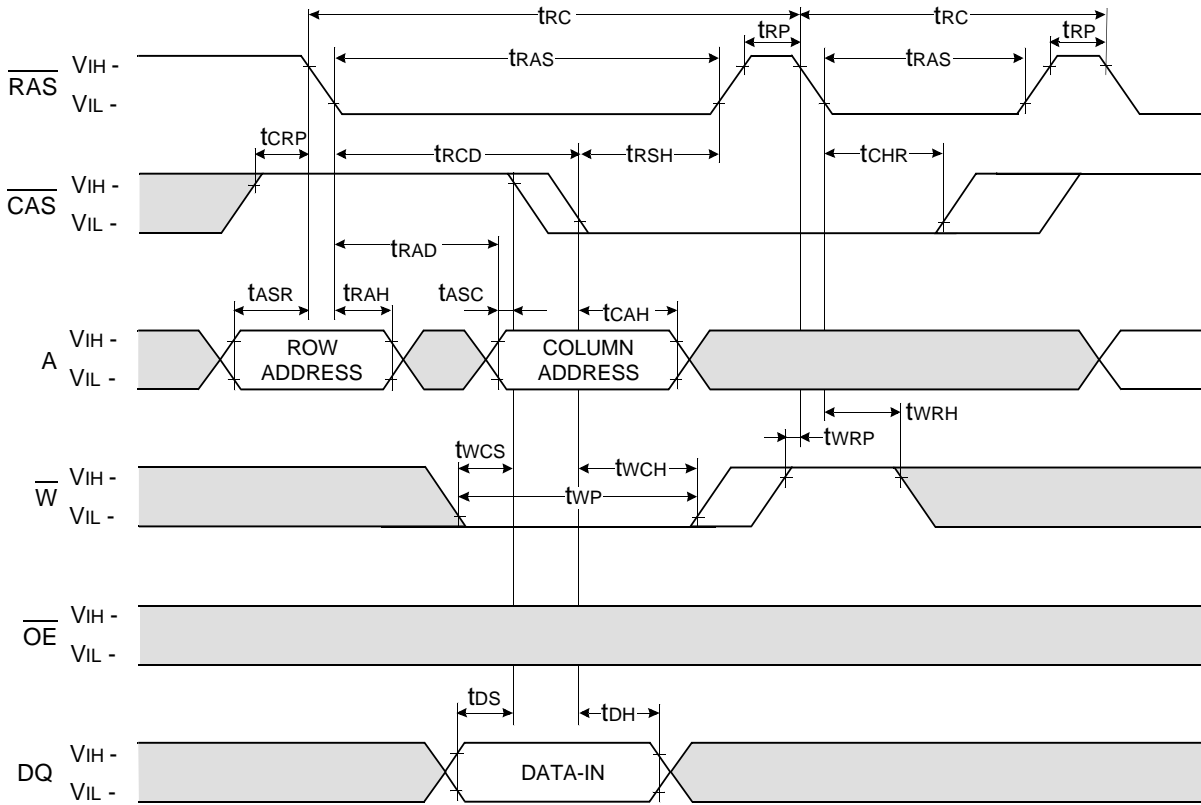 tRC tRC
tRP tRP
RAS VIH - tRAS tRAS
VIL -
tCRP tRCD tRSH tCHR
CAS VIH -
VIL -
tRAD
tASR tRAH tASC tCAH
A VIH - ROW COLUMN
VIL - ADDRESS ADDRESS
tWRH
tWRP
tWCS tWCH
W VIH - tWP
VIL -
OE VIH -
VIL -
tDS tDH
DQ VIH - DATA-IN
VIL -